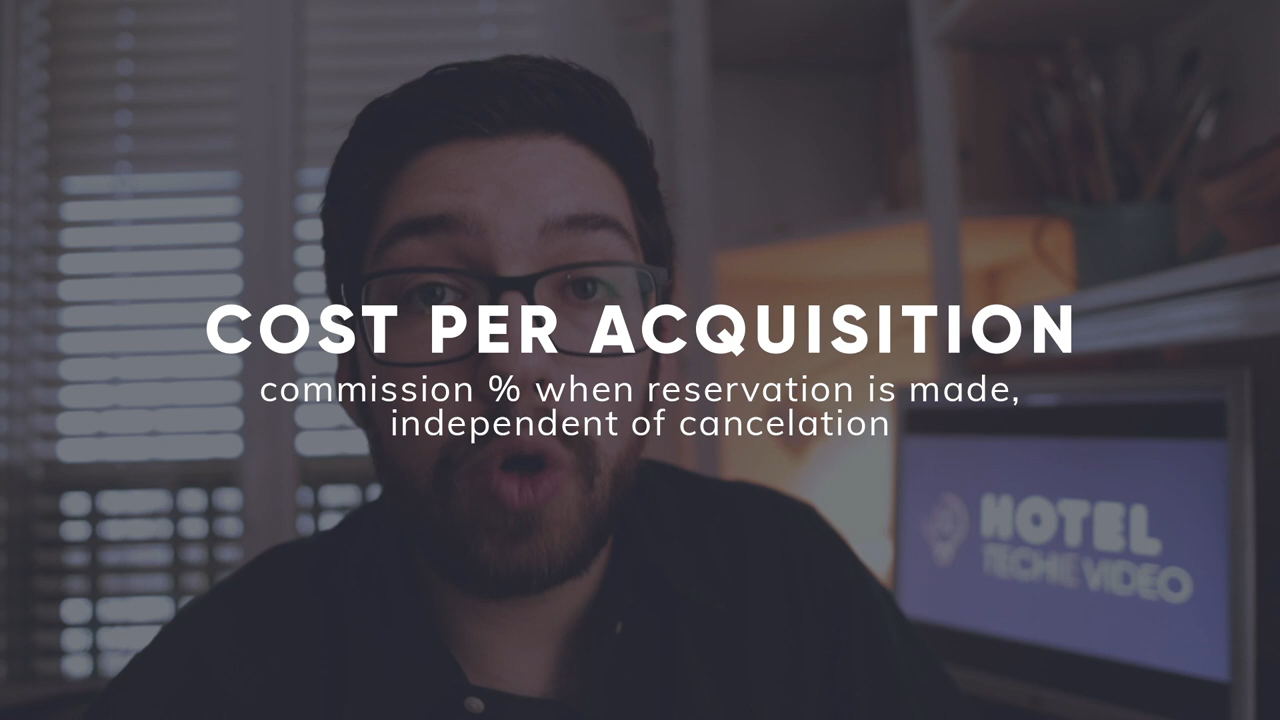 COST PER ACQUISITION
commission % when reservation is made,
independent of cancelation
HOTEL
TECHIE VIDEO